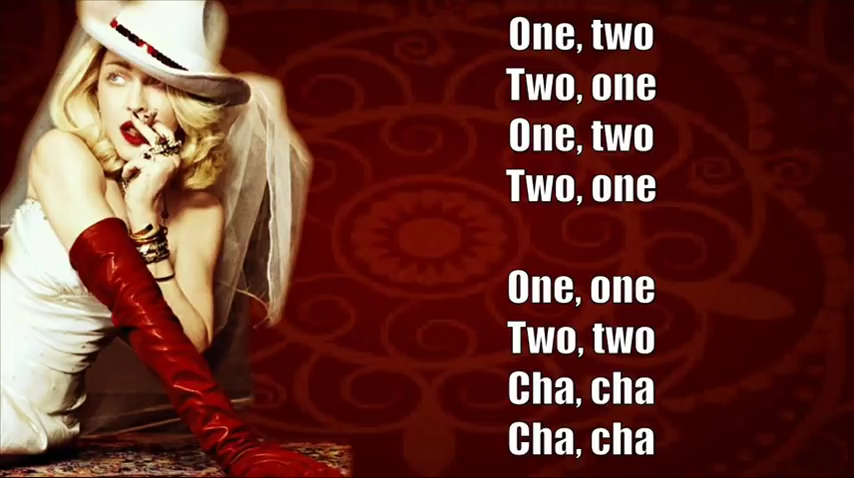 One, two
Two, one
One, two
Two, one
One, one
Two, two
Cha, cha
Cha, cha